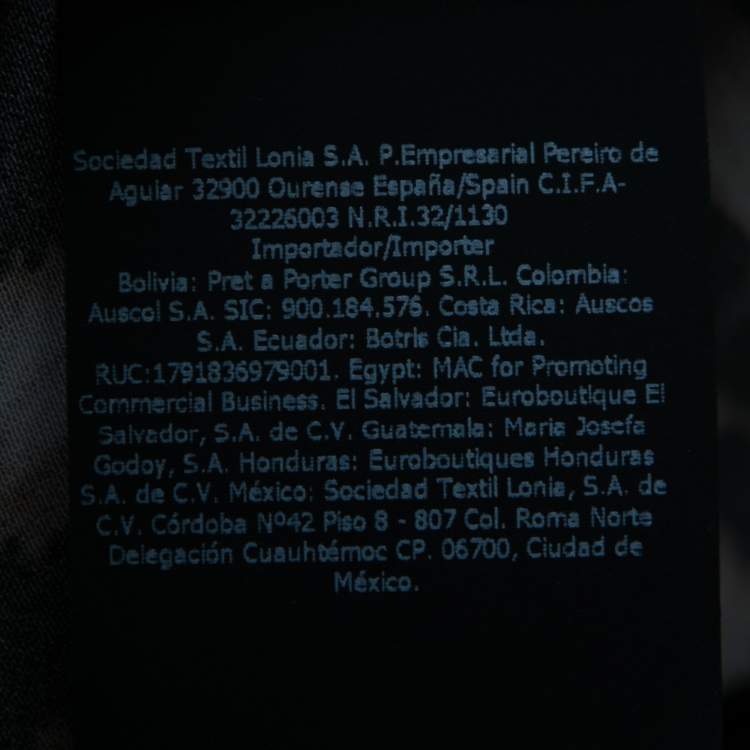 Sociedad Textil Lonia S.A. P.Empresarial Pereiro de
Aguiar 32900 Ourense España/Spain C.I.F.A-
32226003 N.R.I.32/1130
Importador/Importer
Bolivia: Pret a Porter Group S.R.L. Colombia:
Auscol S.A. SIC: 900.184.576. Costa Rica: Auscos
S.A. Ecuador: Botris Cia. Ltda.
RUC:1791836979001. Egypt: MAC for Promoting
Commercial Business. El Salvador: Euroboutique El
Salvador, S.A. de C.V. Guatemala: Maria Josefa
Godoy, S.A. Honduras: Euroboutiques Honduras
S.A. de C.V. México: Sociedad Textil Lonia, S.A. de
C.V. Córdoba Nº42 Piso 8 - 807 Col. Roma Norte
Delegación Cuauhtémoc CP. 06700, Ciudad de
México.